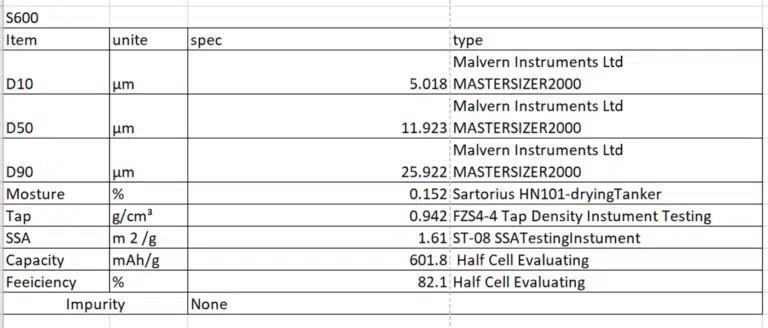 S600
Item unite spec type
Malvern Instruments Ltd
D10 μm 5.018 MASTERSIZER2000
Malvern Instruments Ltd
D50 μm 11.923 MASTERSIZER2000
Malvern Instruments Ltd
D90 μm 25.922 MASTERSIZER2000
Mosture % 0.152 Sartorius HN101-dryingTanker
Tap g/cm³ 0.942 FZS4-4 Tap Density Instument Testing
SSA m 2 /g 1.61 ST-08 SSATestingInstument
Capacity mAh/g 601.8 Half Cell Evaluating
Feeiciency % 82.1 Half Cell Evaluating
Impurity None